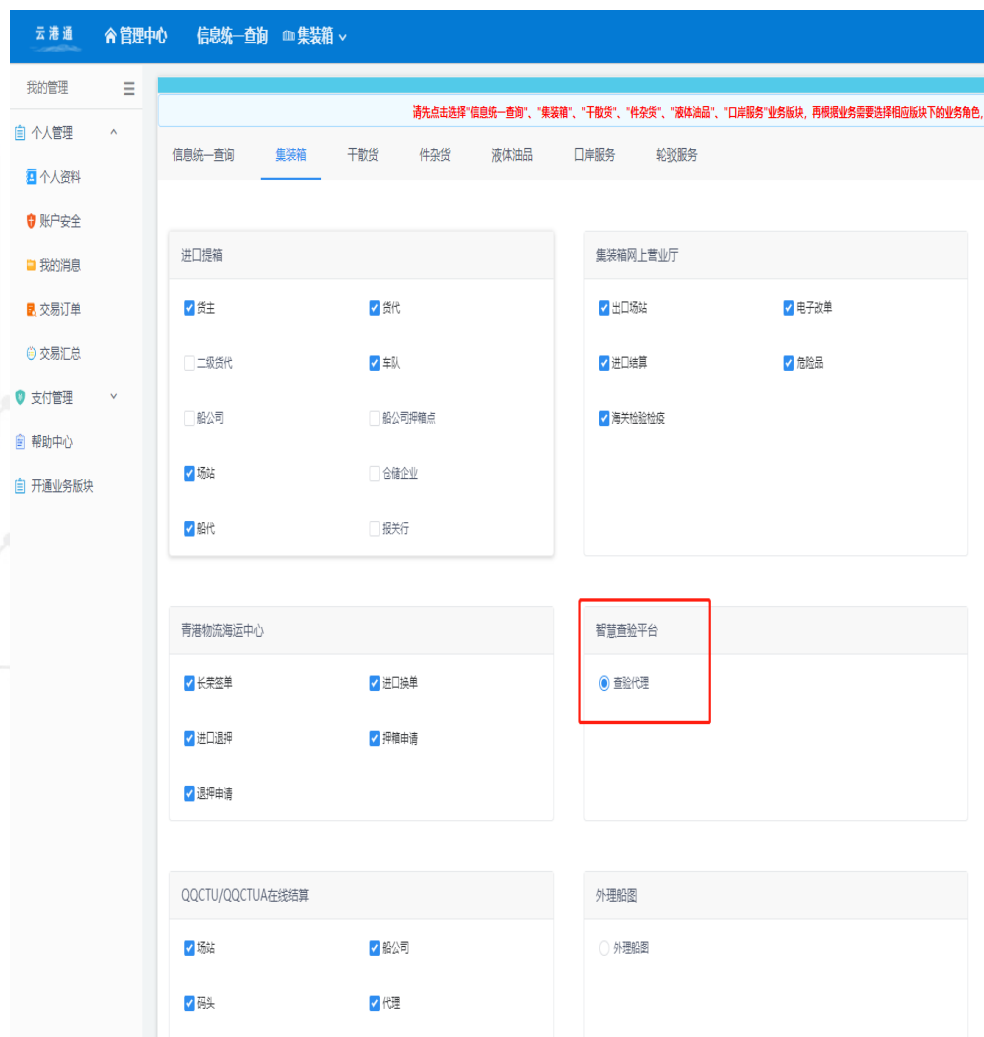 云港通 管理中心 信息统一查询 集装箱
我的管理
请先点击选择"信息统一查询"、"集装箱"、"干散货"、"件杂货"、"液体油品"、"口岸服务"业务版块，再根据业务需要选择相应版块下的业务角色，
个人管理
信息统一查询 集装箱 干散货 件杂货 液体油品 口岸服务 轮驳服务
个人资料
账户安全
我的消息
交易订单
交易汇总
支付管理
帮助中心
开通业务版块
进口提箱
货主 货代
二级货代 车队
船公司 船公司押箱点
场站 仓储企业
船代 报关行
集装箱网上营业厅
出口场站 电子改单
进口结算 危险品
海关检验检疫
青港物流海运中心
长荣签单 进口换单
进口退押 押箱申请
退押申请
智慧查验平台
查验代理
QQCTU/QQCTUA在线结算
场站 船公司
码头 代理
外理船图
外理船图